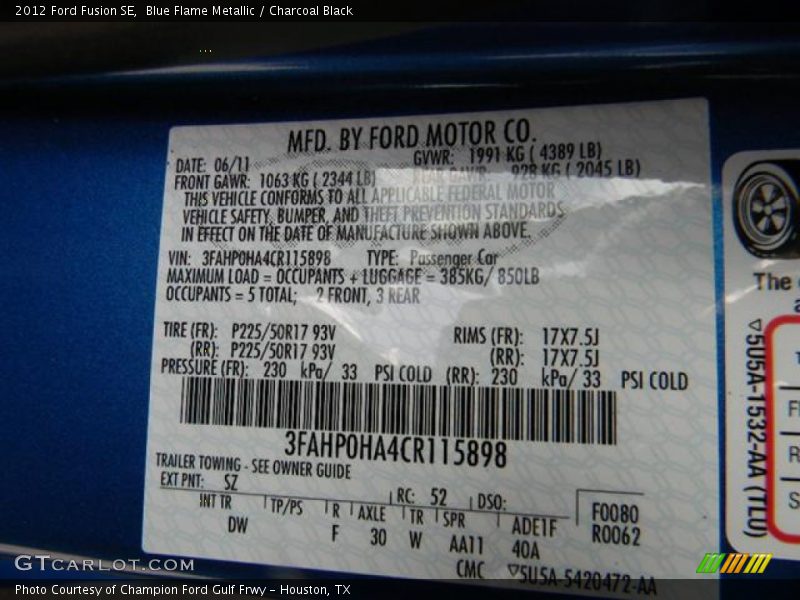 2012 Ford Fusion SE,  Blue Flame Metallic / Charcoal Black
MFD. BY FORD MOTOR CO.
DATE: 06/11 GVWR: 1991 KG ( 4389 LB)
FRONT GAWR: 1063 KG ( 2344 LB) REAR GAWR: 928 KG ( 2045 LB)
THIS VEHICLE CONFORMS TO ALL APPLICABLE FEDERAL MOTOR
VEHICLE SAFETY, BUMPER, AND THEFT PREVENTION STANDARDS
IN EFFECT ON THE DATE OF MANUFACTURE SHOWN ABOVE.
VIN: 3FAHP0HA4CR115898 TYPE: Passenger Car
MAXIMUM LOAD = OCCUPANTS + LUGGAGE = 385KG/ 850LB
OCCUPANTS = 5 TOTAL; 2 FRONT, 3 REAR
TIRE (FR): P225/50R17 93V RIMS (FR): 17X7.5J
(RR): P225/50R17 93V (RR): 17X7.5J
PRESSURE (FR): 230 kPa/ 33 PSI COLD (RR): 230 kPa/ 33 PSI COLD
3FAHP0HA4CR115898
TRAILER TOWING - SEE OWNER GUIDE
EXT PNT: SZ RC: 52 DSO:
INT TR TP/PS R AXLE TR SPR ADE1F F0080
DW F 30 W AA11 40A R0062
CMC ▽5U5A-5420472-AA
The
▽5U5A-1532-AA (TL0)
GTCARLOT.COM
Photo Courtesy of Champion Ford Gulf Frwy - Houston, TX